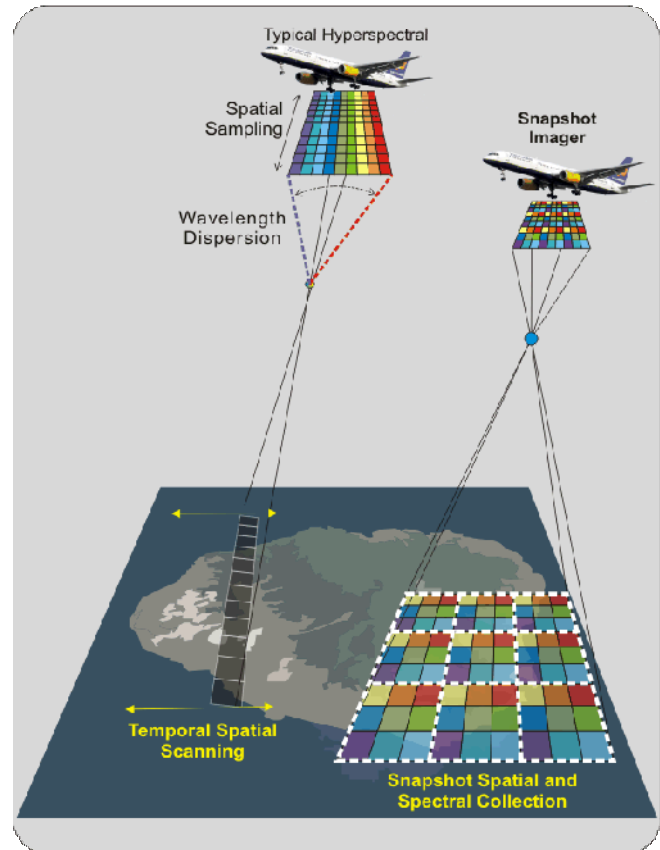 Typical Hyperspectral
Spatial
Sampling
Snapshot
Imager
Wavelength
Dispersion
Temporal Spatial
Scanning
Snapshot Spatial and
Spectral Collection